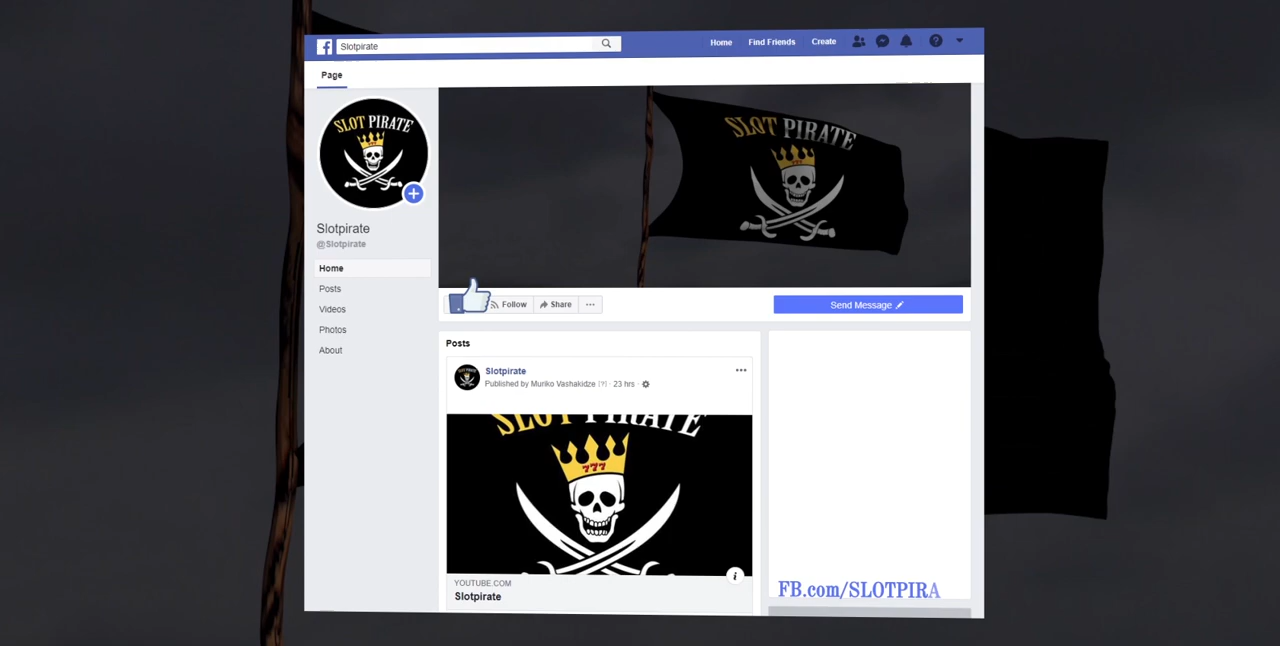 Slotpirate
Home
Find Friends
Create
Page
SLOT PIRATE
SLOT PIRATE
777
Slotpirate
@Slotpirate
Home
Posts
Videos
Photos
About
Follow
Share
Send Message
Posts
Slotpirate
Published by Muriko Vashakidze [?] · 23 hrs ·
SLOT PIRATE
777
YOUTUBE.COM
Slotpirate
FB.com/SLOTPIRA